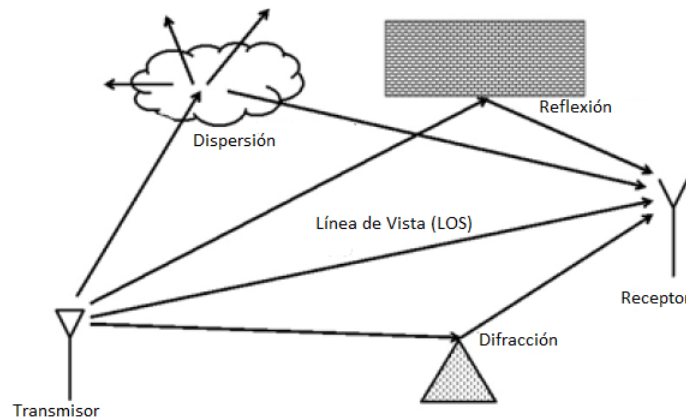 Reflexión
Dispersión
Línea de Vista (LOS)
Receptor
Difracción
Transmisor